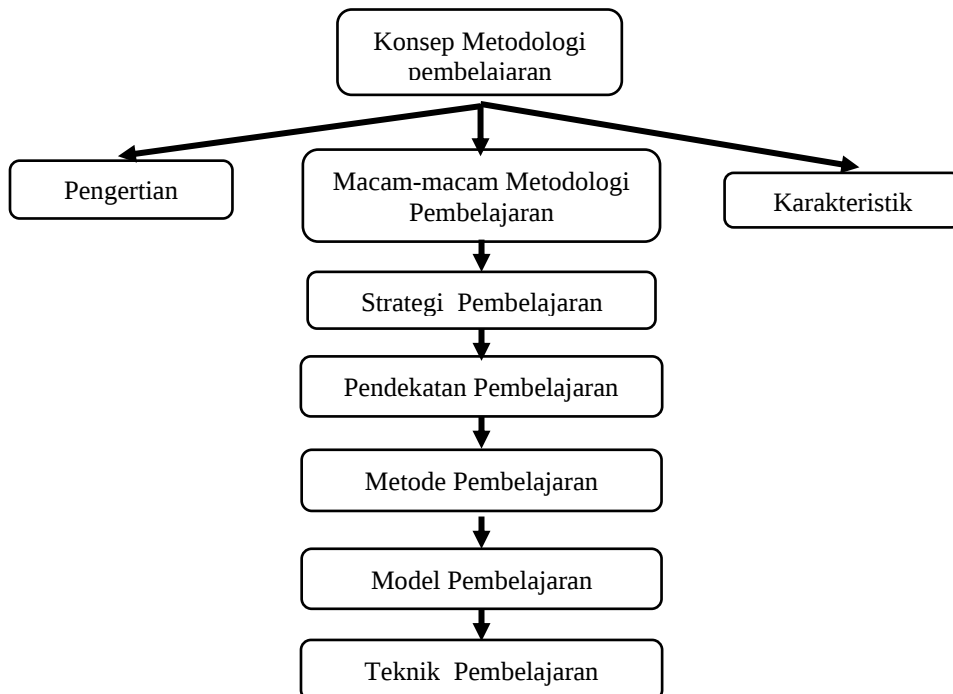 Konsep Metodologi
pembelajaran
Pengertian
Macam-macam Metodologi
Pembelajaran
Karakteristik
Strategi Pembelajaran
Pendekatan Pembelajaran
Metode Pembelajaran
Model Pembelajaran
Teknik Pembelajaran